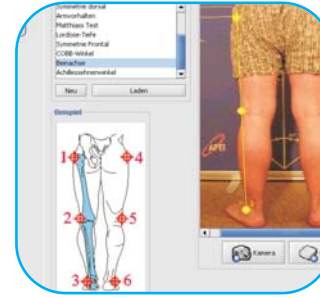 Symmetrie dorsal
Armvorhalten
Matthiass Test
Lordose-Tiefe
Symmetrie Frontal
COBB-Winkel
Beinachse
Achillessehnenwinkel
Neu
Laden
Beispiel
1
4
2
5
3
6
APEI
Kamera